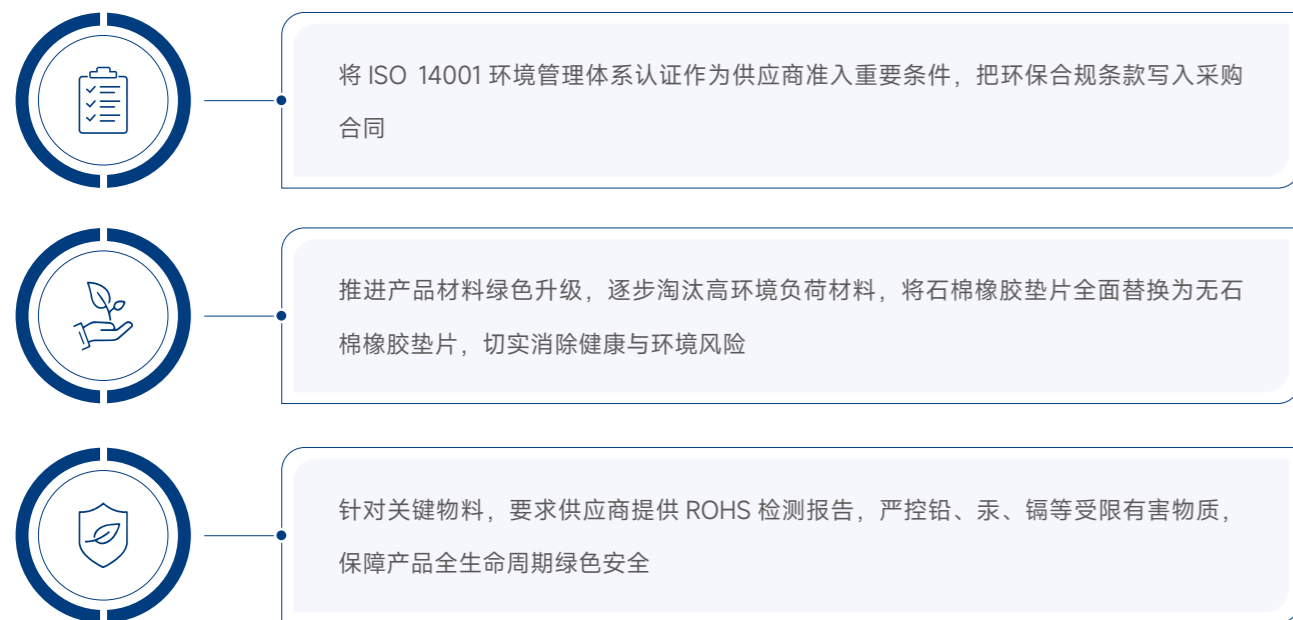 将 ISO 14001 环境管理体系认证作为供应商准入重要条件，把环保合规条款写入采购
合同
推进产品材料绿色升级，逐步淘汰高环境负荷材料，将石棉橡胶垫片全面替换为无石
棉橡胶垫片，切实消除健康与环境风险
针对关键物料，要求供应商提供 ROHS 检测报告，严控铅、汞、镉等受限有害物质，
保障产品全生命周期绿色安全